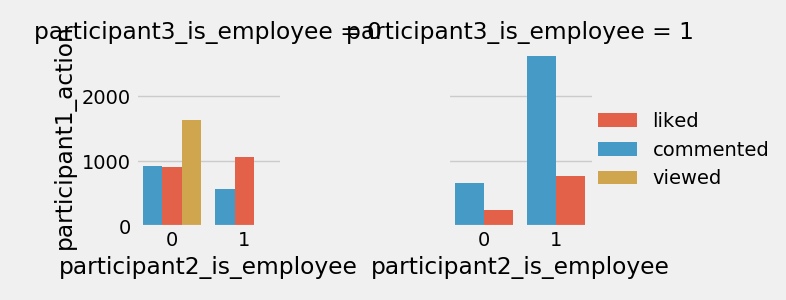 participant3_is_employee = 0
participant3_is_employee = 1
participant1_action
2000
1000
0
0 1
0 1
participant2_is_employee
participant2_is_employee
liked
commented
viewed